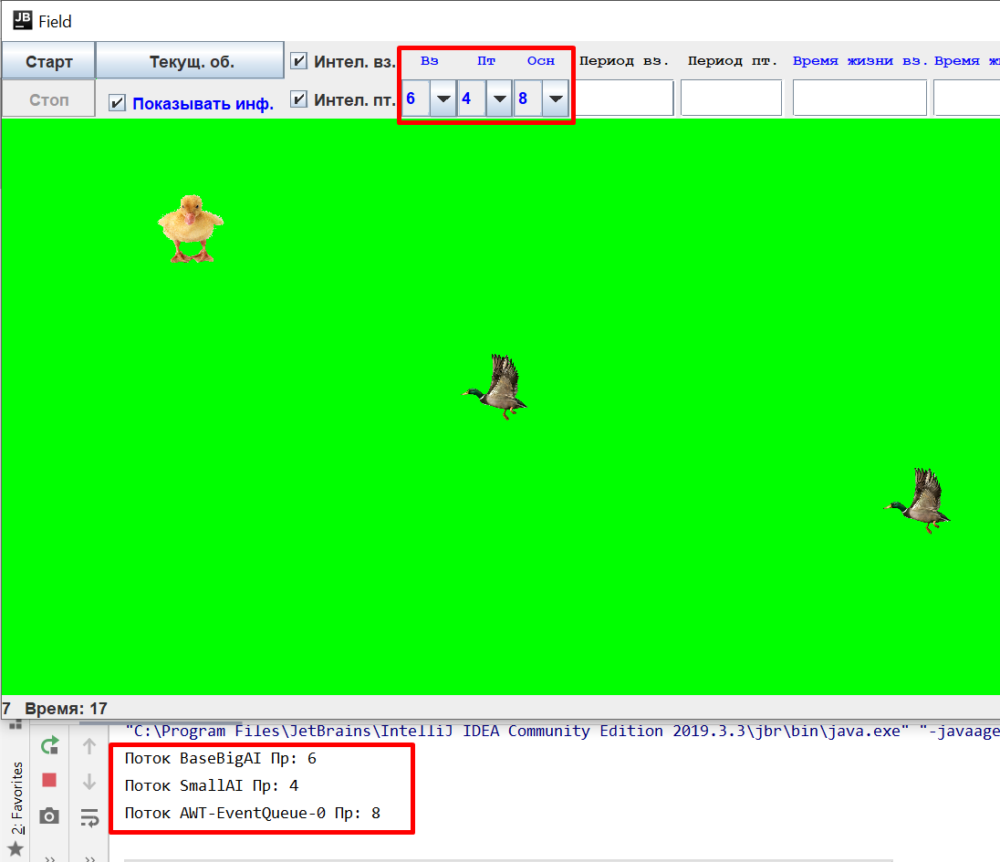 JB Field
Старт Текущ. об. Интел. вз. Вз Пт Осн Период вз. Период пт. Время жизни вз. Время ж
Стоп Показывать инф. Интел. пт. 6 4 8
7 Время: 17
"C:\Program Files\JetBrains\IntelliJ IDEA Community Edition 2019.3.3\jbr\bin\java.exe" "-javaage
Поток BaseBigAI Пр: 6
Поток SmallAI Пр: 4
Поток AWT-EventQueue-0 Пр: 8
2: Favorites